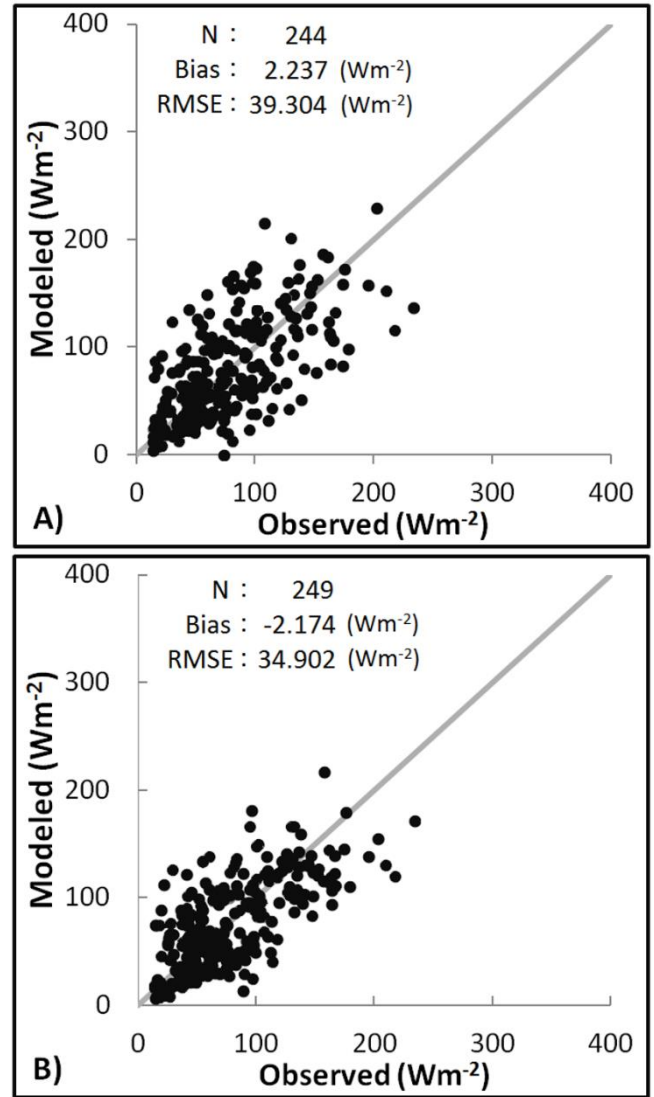 400
N : 244
Bias : 2.237 (Wm⁻²)
RMSE : 39.304 (Wm⁻²)
300
200
100
0
Modeled (Wm⁻²)
0 100 200 300 400
A)
Observed (Wm⁻²)
400
N : 249
Bias : -2.174 (Wm⁻²)
RMSE : 34.902 (Wm⁻²)
300
200
100
0
Modeled (Wm⁻²)
0 100 200 300 400
B)
Observed (Wm⁻²)